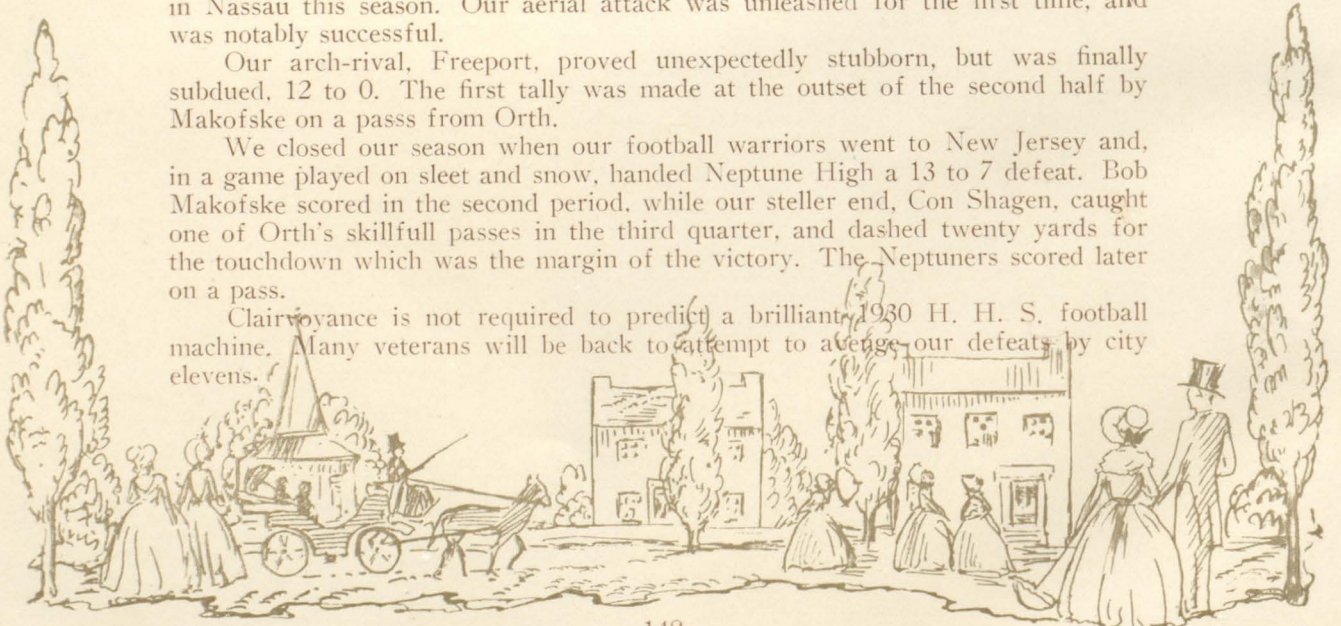 in Nassau this season. Our aerial attack was unleashed for the first time, and
was notably successful.
Our arch-rival, Freeport, proved unexpectedly stubborn, but was finally
subdued, 12 to 0. The first tally was made at the outset of the second half by
Makofske on a passs from Orth.
We closed our season when our football warriors went to New Jersey and,
in a game played on sleet and snow, handed Neptune High a 13 to 7 defeat. Bob
Makofske scored in the second period, while our steller end, Con Shagen, caught
one of Orth's skillfull passes in the third quarter, and dashed twenty yards for
the touchdown which was the margin of the victory. The Neptuners scored later
on a pass.
Clairvoyance is not required to predict a brilliant 1930 H. H. S. football
machine. Many veterans will be back to attempt to avenge our defeats by city
elevens.